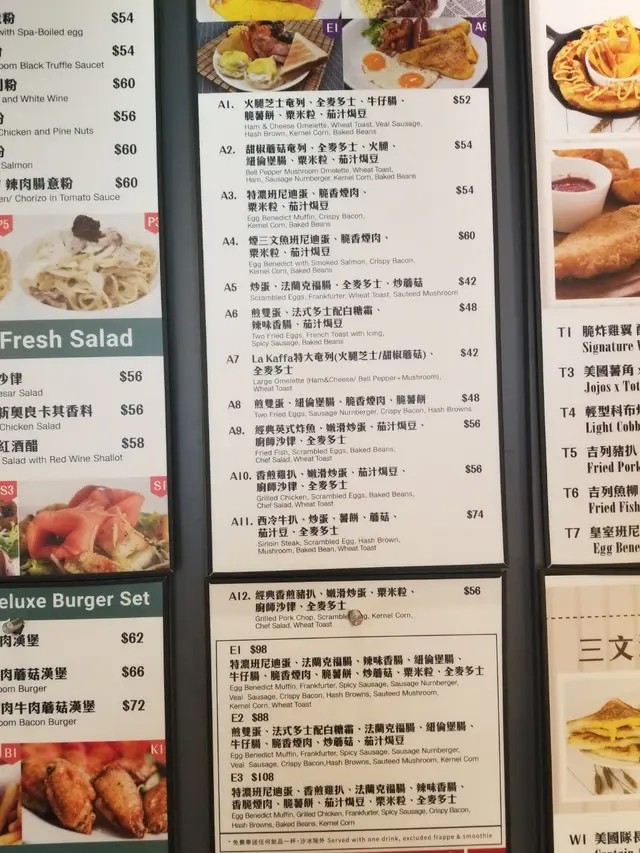 $54
with Spa-Boiled egg
$54
oom Black Truffle Saucet
$60
and White Wine
$56
Chicken and Pine Nuts
$60
Salmon
辣肉腸意粉 $60
en/ Chorizo in Tomato Sauce
P5
P3
Fresh Salad
沙律 $56
esar Salad
新奧良卡其香料 $56
Chicken Salad
紅酒醋 $58
Salad with Red Wine Shallot
S3
S1
eluxe Burger Set
肉漢堡 $62
肉蘑菇漢堡 $66
oom Burger
肉牛肉蘑菇漢堡 $72
oom Bacon Burger
B1
K1
E1
A6
A1. 火腿芝士奄列、全麥多士、牛仔腸、 $52
脆薯餅、粟米粒、茄汁焗豆
Ham & Cheese Omelette, Wheat Toast, Veal Sausage,
Hash Brown, Kernel Corn, Baked Beans
A2. 甜椒蘑菇奄列、全麥多士、火腿、 $54
紐倫堡腸、粟米粒、茄汁焗豆
Bell Pepper Mushroom Omelette, Wheat Toast,
Ham, Sausage Nurnberger, Kernel Corn, Baked Beans
A3. 特濃班尼迪蛋、脆香煙肉、 $54
粟米粒、茄汁焗豆
Egg Benedict Muffin, Crispy Bacon,
Kernel Corn, Baked Beans
A4. 煙三文魚班尼迪蛋、脆香煙肉、 $60
粟米粒、茄汁焗豆
Egg Benedict with Smoked Salmon, Crispy Bacon,
Kernel Corn, Baked Beans
A5 炒蛋、法蘭克福腸、全麥多士、炒蘑菇 $42
Scrambled Eggs, Frankfurter, Wheat Toast, Sauteed Mushroom
A6 煎雙蛋、法式多士配白糖霜、 $48
辣味香腸、茄汁焗豆
Two Fried Eggs, French Toast with Icing,
Spicy Sausage, Baked Beans
A7 La Kaffa特大奄列(火腿芝士/甜椒蘑菇)、 $42
全麥多士
Large Omelette (Ham&Cheese/ Bell Pepper+Mushroom),
Wheat Toast
A8 煎雙蛋、紐倫堡腸、脆香煙肉、脆薯餅 $48
Two Fried Eggs, Sausage Nurnberger, Crispy Bacon, Hash Browns
A9. 經典英式炸魚、嫩滑炒蛋、茄汁焗豆、 $56
廚師沙律、全麥多士
Fried Fish, Scrambled Eggs, Baked Beans,
Chef Salad, Wheat Toast
A10. 香煎雞扒、嫩滑炒蛋、茄汁焗豆、 $56
廚師沙律、全麥多士
Grilled Chicken, Scrambled Eggs, Baked Beans,
Chef Salad, Wheat Toast
A11. 西冷牛扒、炒蛋、薯餅、蘑菇、 $74
茄汁豆、全麥多士
Sirloin Steak, Scrambled Egg, Hash Brown,
Mushroom, Baked Bean, Wheat Toast
A12. 經典香煎豬扒、嫩滑炒蛋、粟米粒、 $56
廚師沙律、全麥多士
Grilled Pork Chop, Scrambled Egg, Kernel Corn,
Chef Salad, Wheat Toast
E1 $98
特濃班尼迪蛋、法蘭克福腸、辣味香腸、紐倫堡腸、
牛仔腸、脆香煙肉、脆薯餅、炒蘑菇、粟米粒、全麥多士
Egg Benedict Muffin, Frankfurter, Spicy Sausage, Sausage Nurnberger,
Veal Sausage, Crispy Bacon, Hash Browns, Sauteed Mushroom,
Kernel Corn, Wheat Toast
E2 $88
煎雙蛋、法式多士配白糖霜、法蘭克福腸、紐倫堡腸、
牛仔腸、脆香煙肉、炒蘑菇、茄汁焗豆
Egg Benedict Muffin, Frankfurter, Spicy Sausage, Sausage Nurnberger,
Veal Sausage, Crispy Bacon,Hash Browns, Sauteed Mushroom, Kernel Corn
E3 $108
特濃班尼迪蛋、香煎雞扒、法蘭克福腸、辣味香腸、
香脆煙肉、脆薯餅、茄汁焗豆、粟米粒、全麥多士
Egg Benedict Muffin, Grilled Chicken, Frankfurter, Spicy Sausage, Crispy Bacon,
Hash Browns, Baked Beans, Kernel Corn
*免費奉送任何飲品一杯，沙冰除外 Served with one drink, excluded frappe & smoothie
T1 脆炸雞翼
Signature
T3 美國薯角
Jojos x Tot
T4 輕型科布
Light Cobb
T5 吉列豬扒
Fried Pork
T6 吉列魚柳
Fried Fish
T7 皇室班尼
Egg Bene
三文
W1 美國隊長